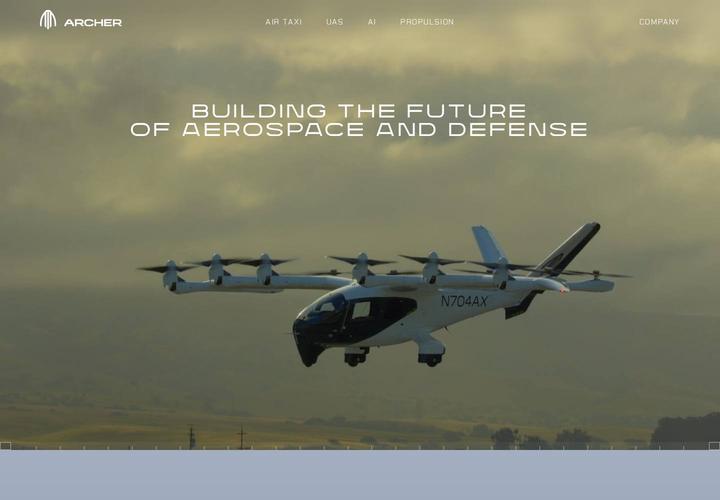 ARCHER
AIR TAXI
UAS
AI
PROPULSION
COMPANY
BUILDING THE FUTURE
OF AEROSPACE AND DEFENSE
N704AX